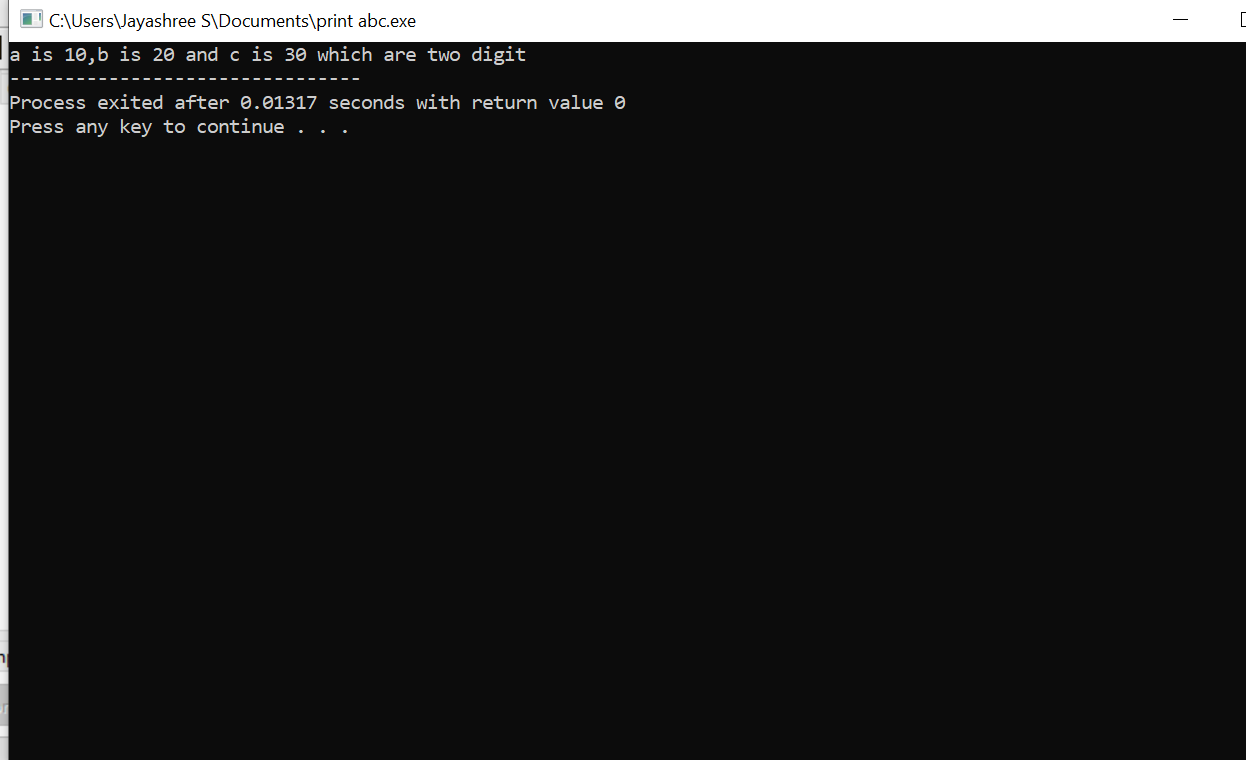 C:\Users\Jayashree S\Documents\print abc.exe
a is 10,b is 20 and c is 30 which are two digit
--------------------------------
Process exited after 0.01317 seconds with return value 0
Press any key to continue . . .